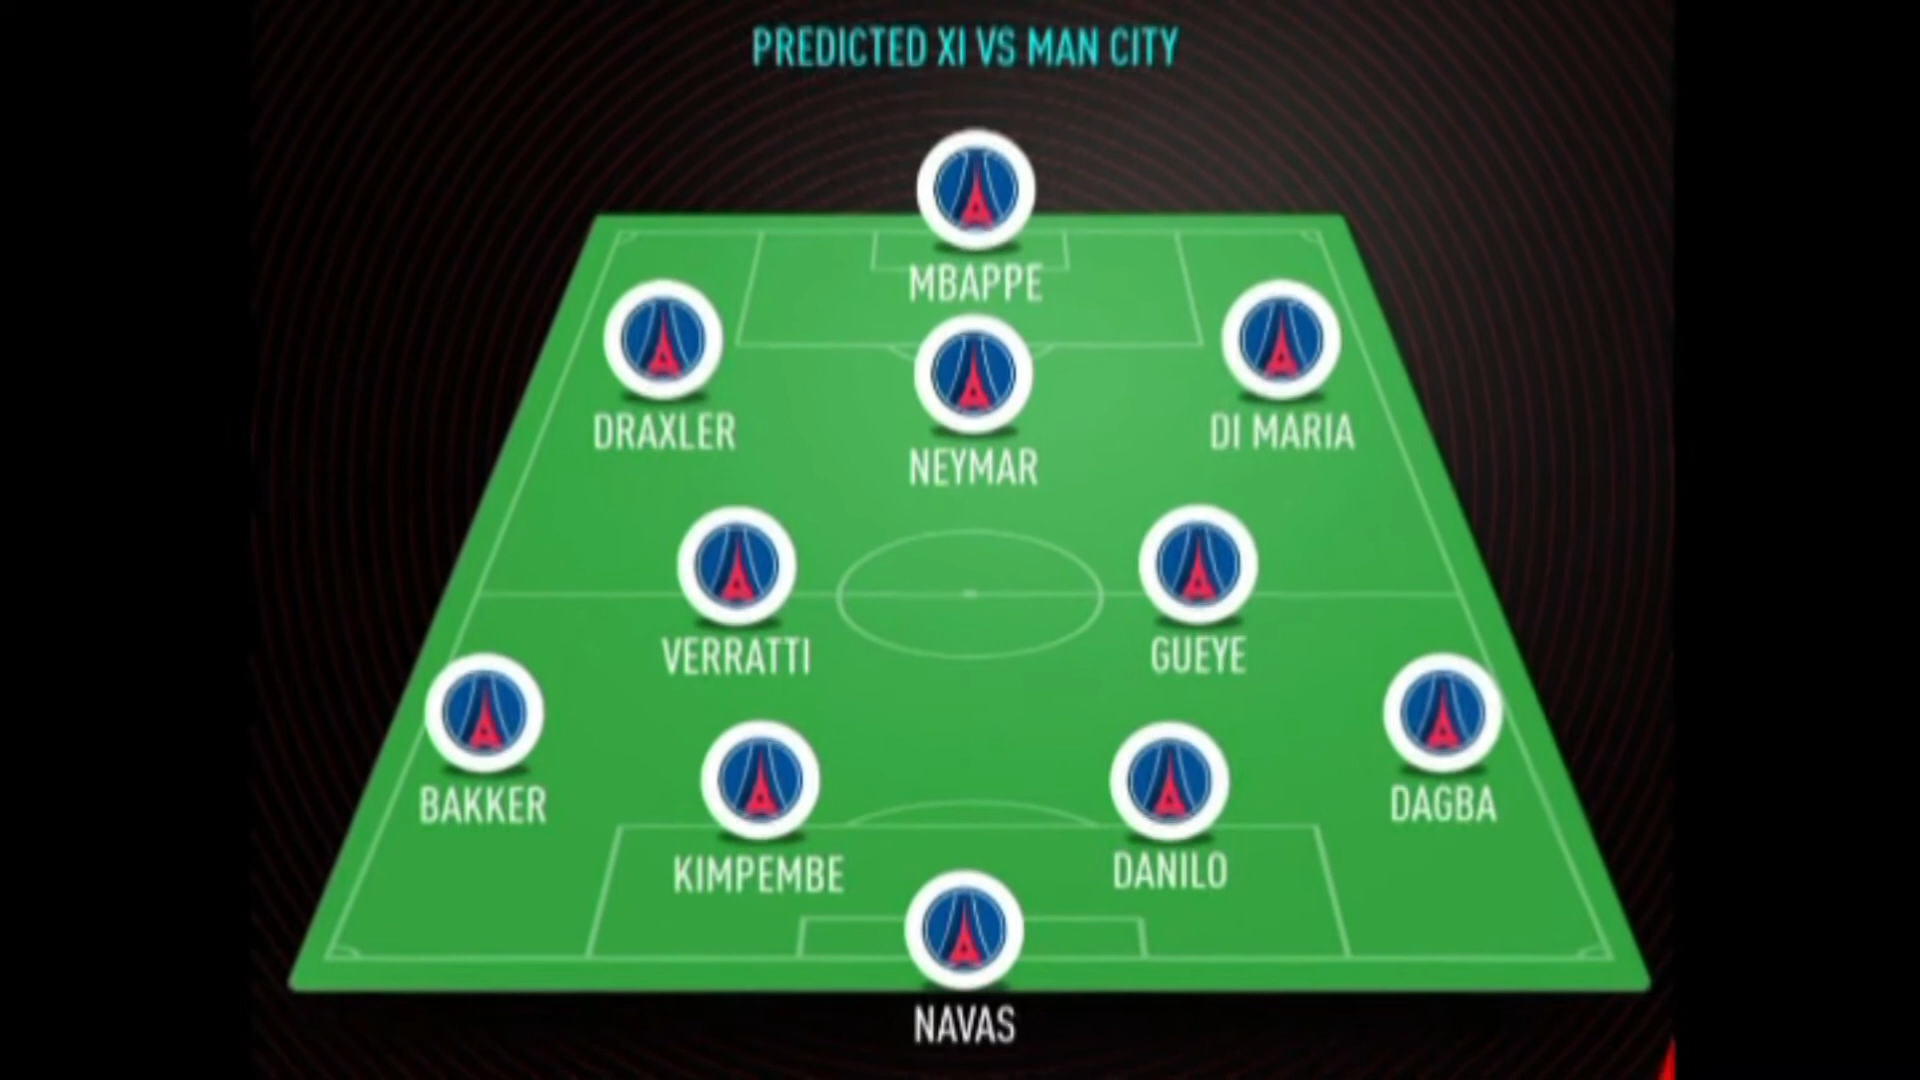 PREDICTED XI VS MAN CITY
MBAPPE
DRAXLER
NEYMAR
DI MARIA
VERRATTI
GUEYE
BAKKER
KIMPEMBE
DANILO
DAGBA
NAVAS